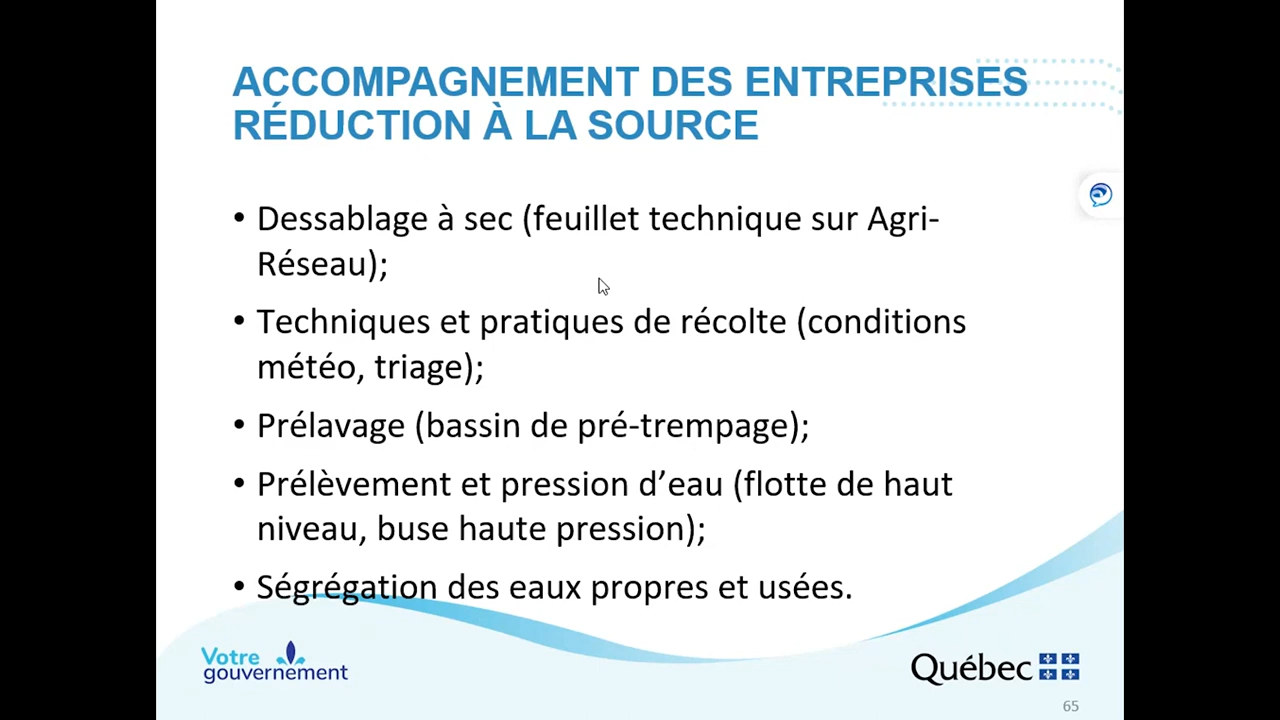 ACCOMPAGNEMENT DES ENTREPRISES
RÉDUCTION À LA SOURCE
• Dessablage à sec (feuillet technique sur Agri-
Réseau);
• Techniques et pratiques de récolte (conditions
météo, triage);
• Prélavage (bassin de pré-trempage);
• Prélèvement et pression d’eau (flotte de haut
niveau, buse haute pression);
• Ségrégation des eaux propres et usées.
Votre
gouvernement
Québec
65